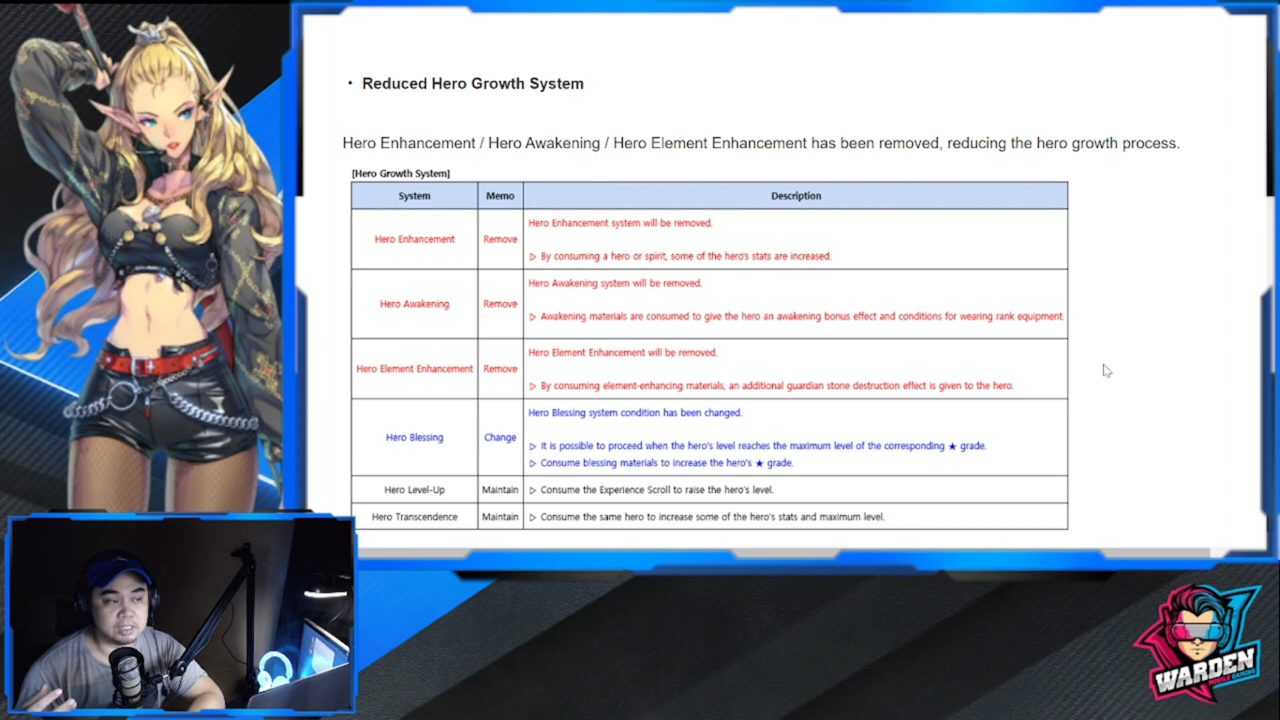 • Reduced Hero Growth System
Hero Enhancement / Hero Awakening / Hero Element Enhancement has been removed, reducing the hero growth process.
[Hero Growth System]
System Memo Description
Hero Enhancement Remove Hero Enhancement system will be removed.
▷ By consuming a hero or spirit, some of the hero's stats are increased.
Hero Awakening Remove Hero Awakening system will be removed.
▷ Awakening materials are consumed to give the hero an awakening bonus effect and conditions for wearing rank equipment.
Hero Element Enhancement Remove Hero Element Enhancement will be removed.
▷ By consuming element-enhancing materials, an additional guardian stone destruction effect is given to the hero.
Hero Blessing Change Hero Blessing system condition has been changed.
▷ It is possible to proceed when the hero's level reaches the maximum level of the corresponding ★ grade.
▷ Consume blessing materials to increase the hero's ★ grade.
Hero Level-Up Maintain ▷ Consume the Experience Scroll to raise the hero's level.
Hero Transcendence Maintain ▷ Consume the same hero to increase some of the hero's stats and maximum level.
WARDEN
MOBILE GAMING